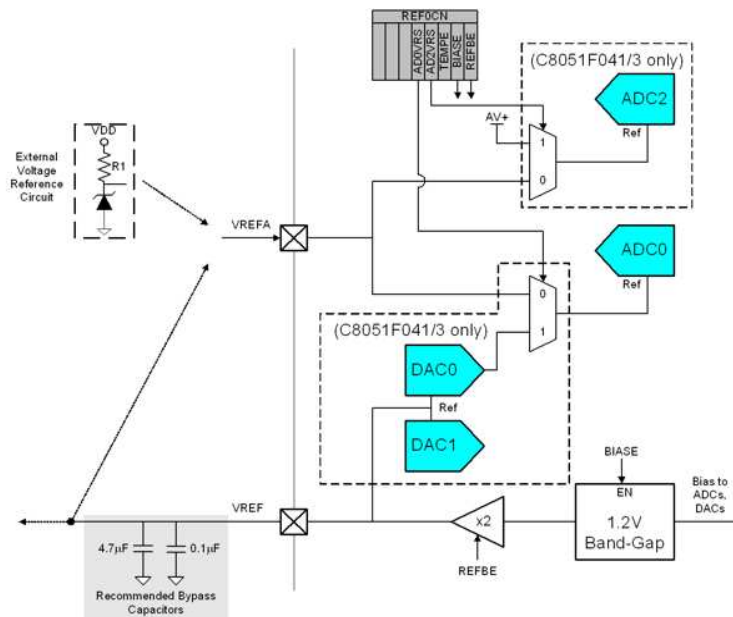 REF0CN
AD0VRS
AD2VRS
TEMPE
BIASE
REFBE
(C8051F041/3 only)
ADC2
AV+
Ref
1
0
VDD
R1
External
Voltage
Reference
Circuit
VREFA
ADC0
Ref
0
1
(C8051F041/3 only)
DAC0
Ref
DAC1
BIASE
Bias to
ADCs,
DACs
EN
1.2V
Band-Gap
VREF
x2
REFBE
4.7µF
0.1µF
Recommended Bypass
Capacitors